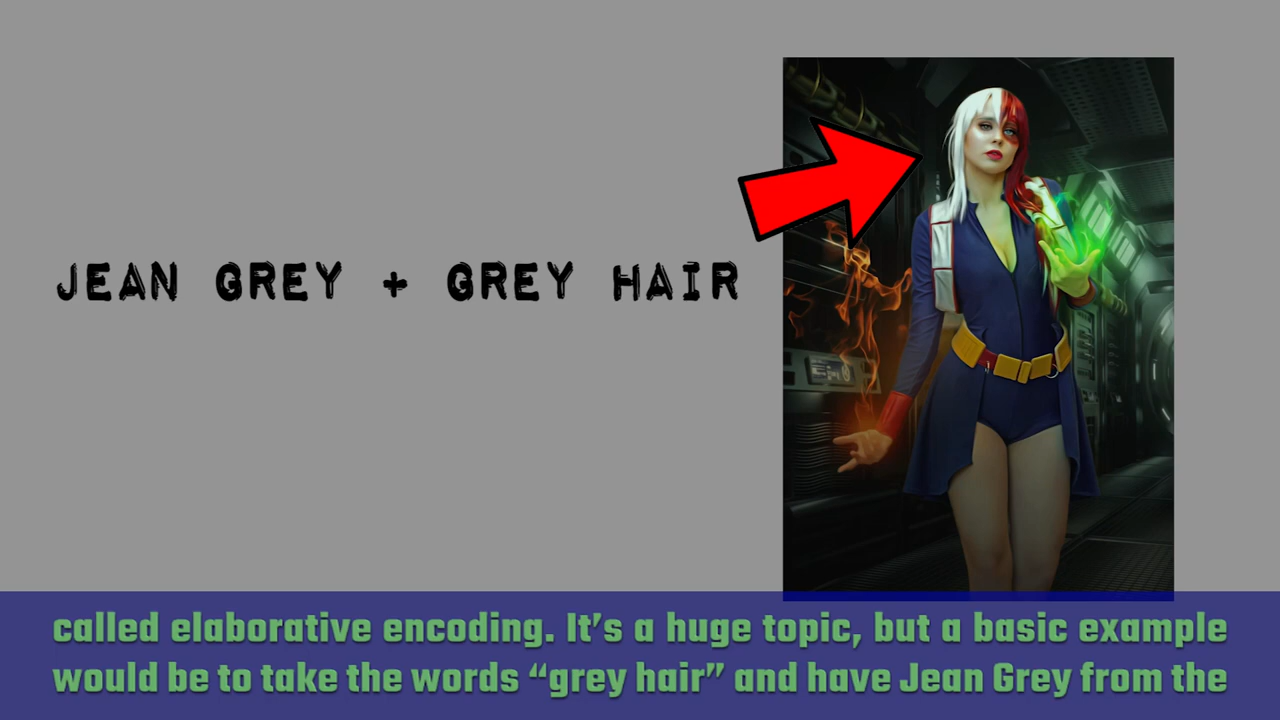 JEAN GREY + GREY HAIR
called elaborative encoding. It’s a huge topic, but a basic example
would be to take the words “grey hair” and have Jean Grey from the